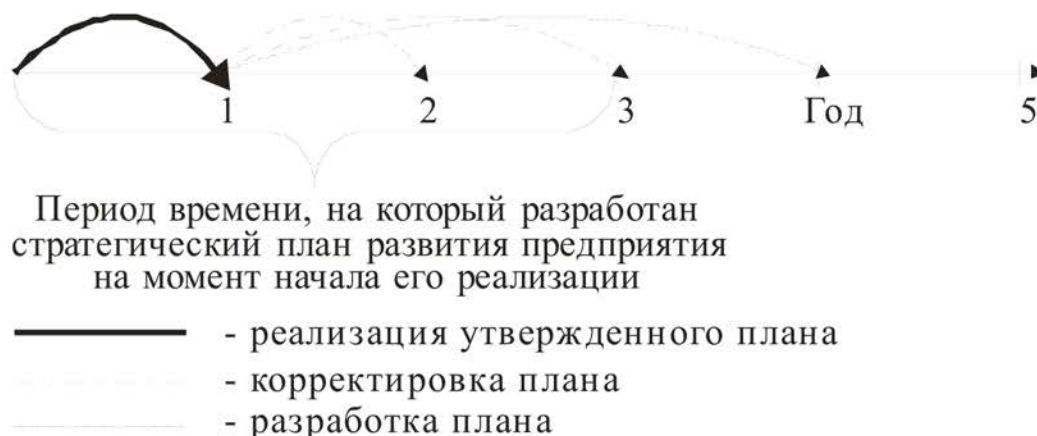 1 2 3 Год 5
Период времени, на который разработан
стратегический план развития предприятия
на момент начала его реализации
- реализация утвержденного плана
- корректировка плана
- разработка плана